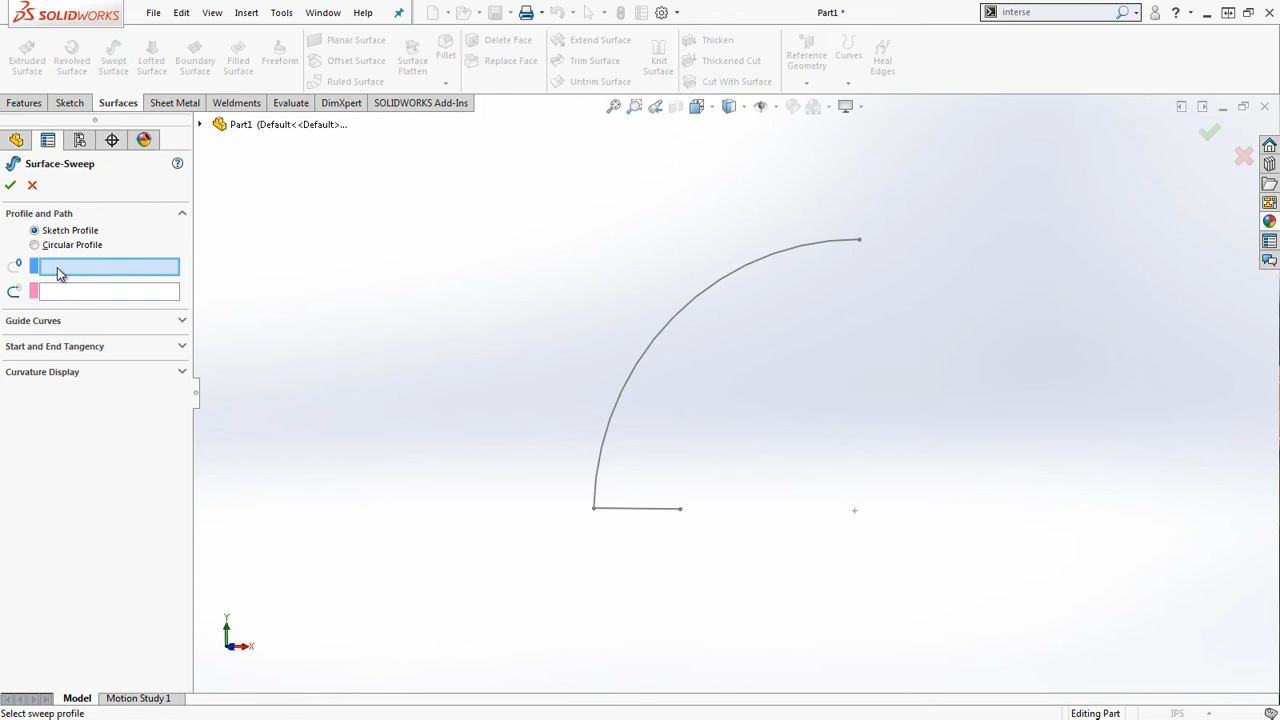 SOLIDWORKS File Edit View Insert Tools Window Help Part1 * interse
Extruded Surface Revolved Surface Swept Surface Lofted Surface Boundary Surface Filled Surface Freeform
Planar Surface
Offset Surface
Ruled Surface
Surface Flatten
Fillet
Delete Face
Replace Face
Extend Surface
Trim Surface
Untrim Surface
Knit Surface
Thicken
Thickened Cut
Cut With Surface
Reference Geometry
Curves
Heal Edges
Features Sketch Surfaces Sheet Metal Weldments Evaluate DimXpert SOLIDWORKS Add-Ins
Part1 (Default<<Default>...
Surface-Sweep
Profile and Path
Sketch Profile
Circular Profile
Guide Curves
Start and End Tangency
Curvature Display
Y
X
Model Motion Study 1
Select sweep profile Editing Part IPS